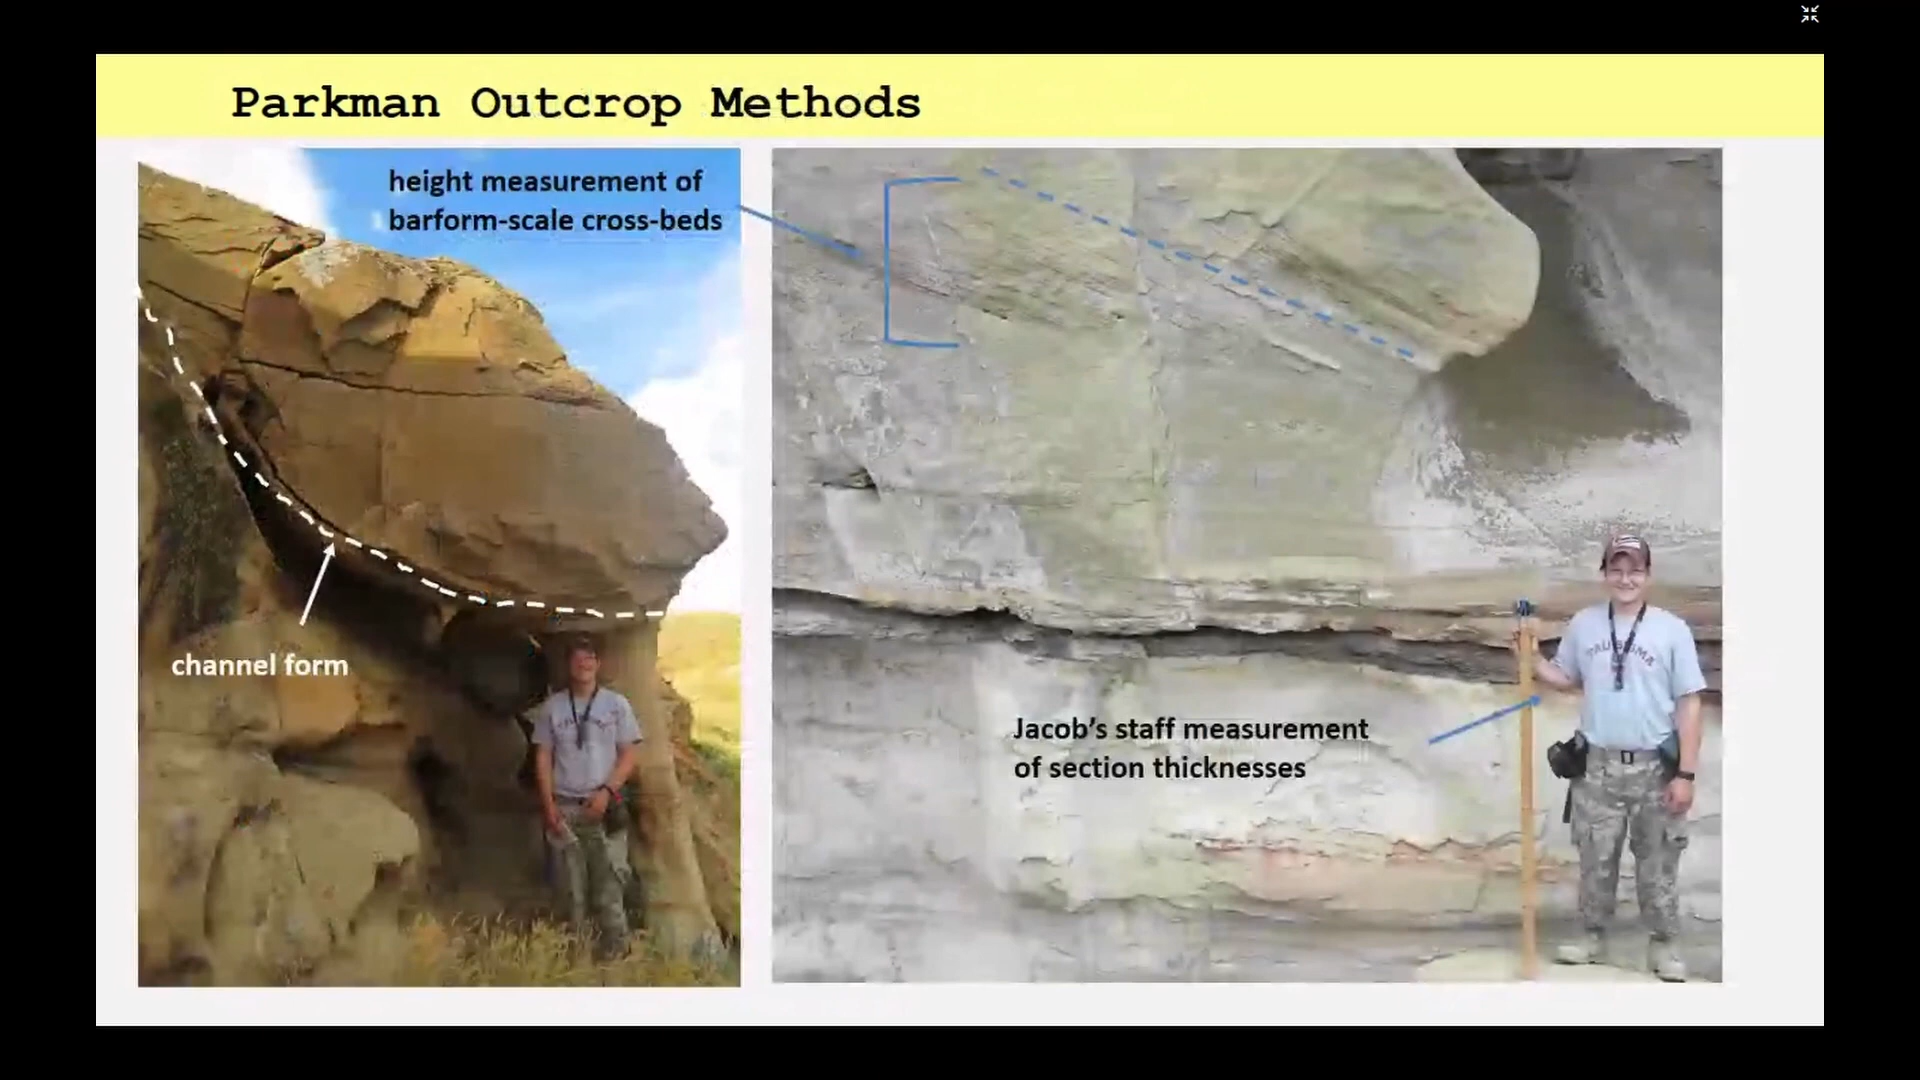 Parkman Outcrop Methods
height measurement of
barform-scale cross-beds
channel form
Jacob's staff measurement
of section thicknesses